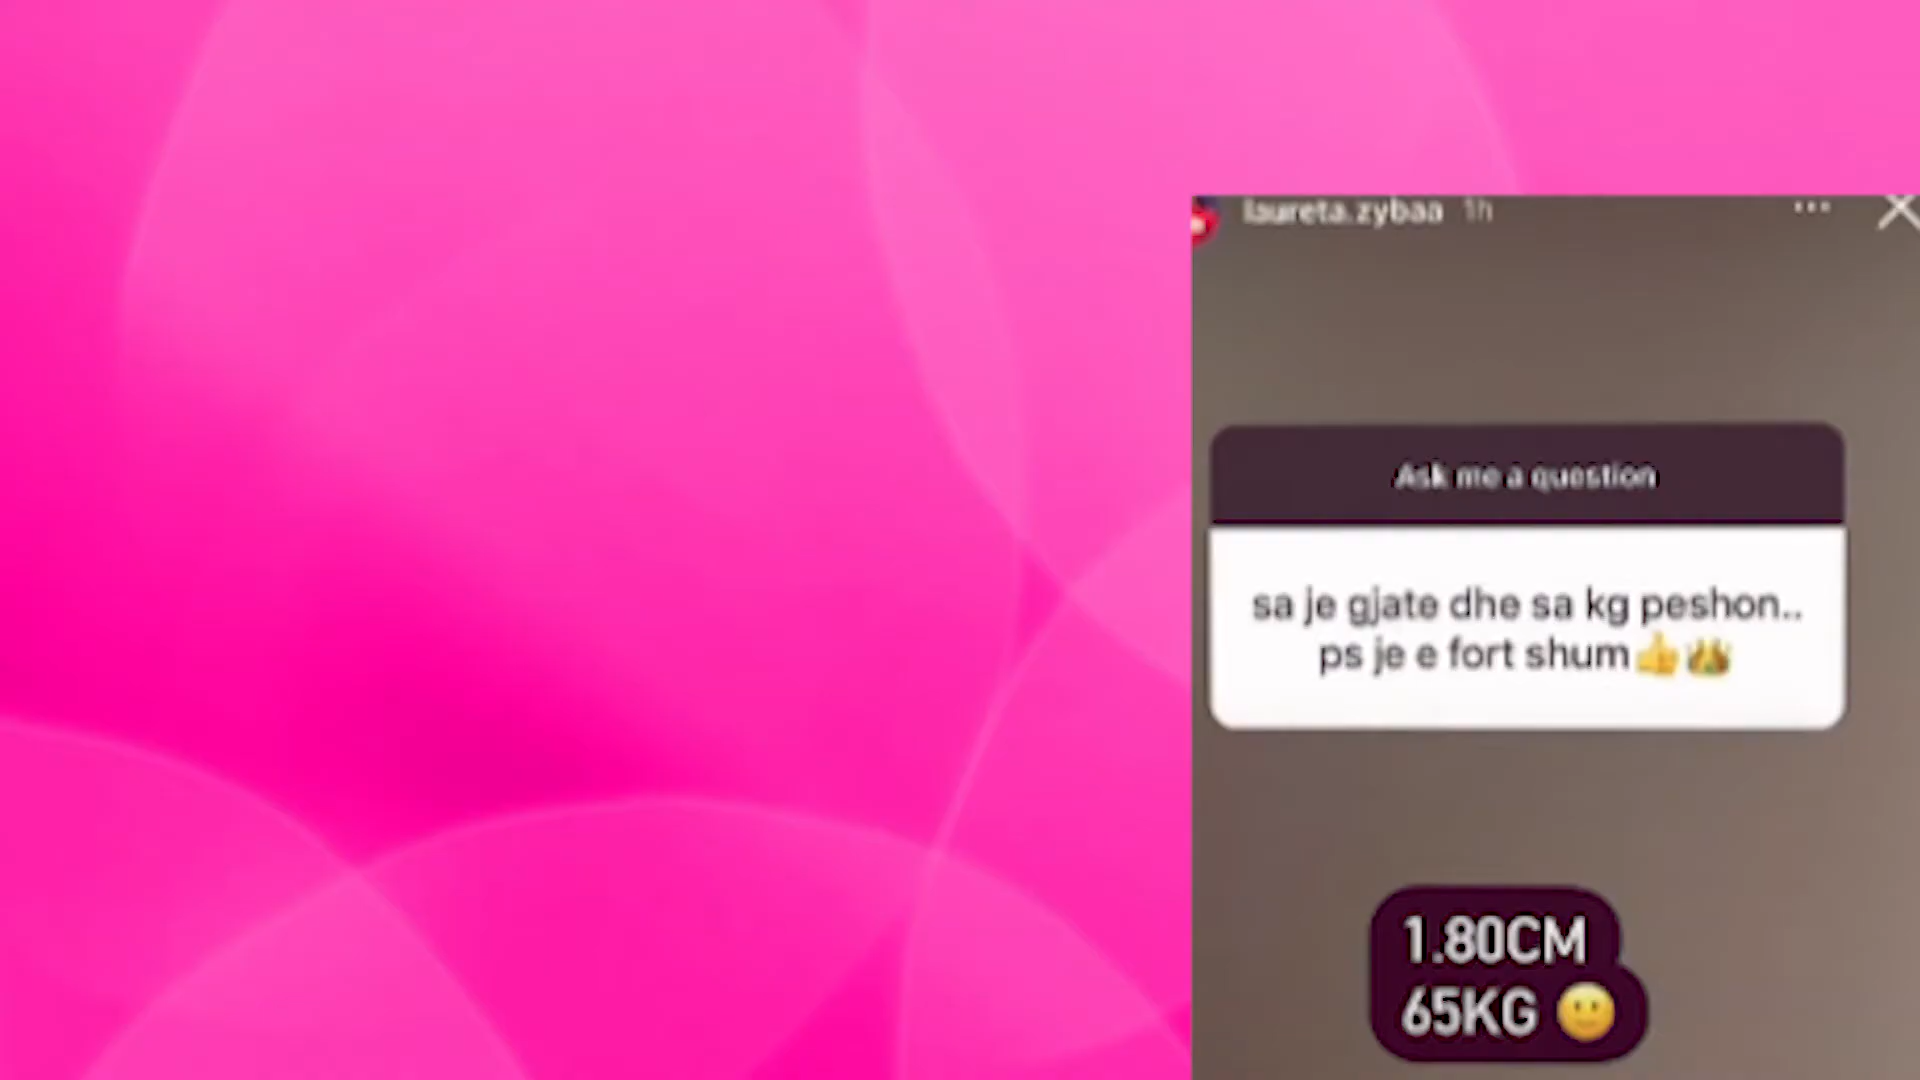 laureta.zybaa 1h
Ask me a question
sa je gjate dhe sa kg peshon..
ps je e fort shum👍👑
1.80CM
65KG 🙂